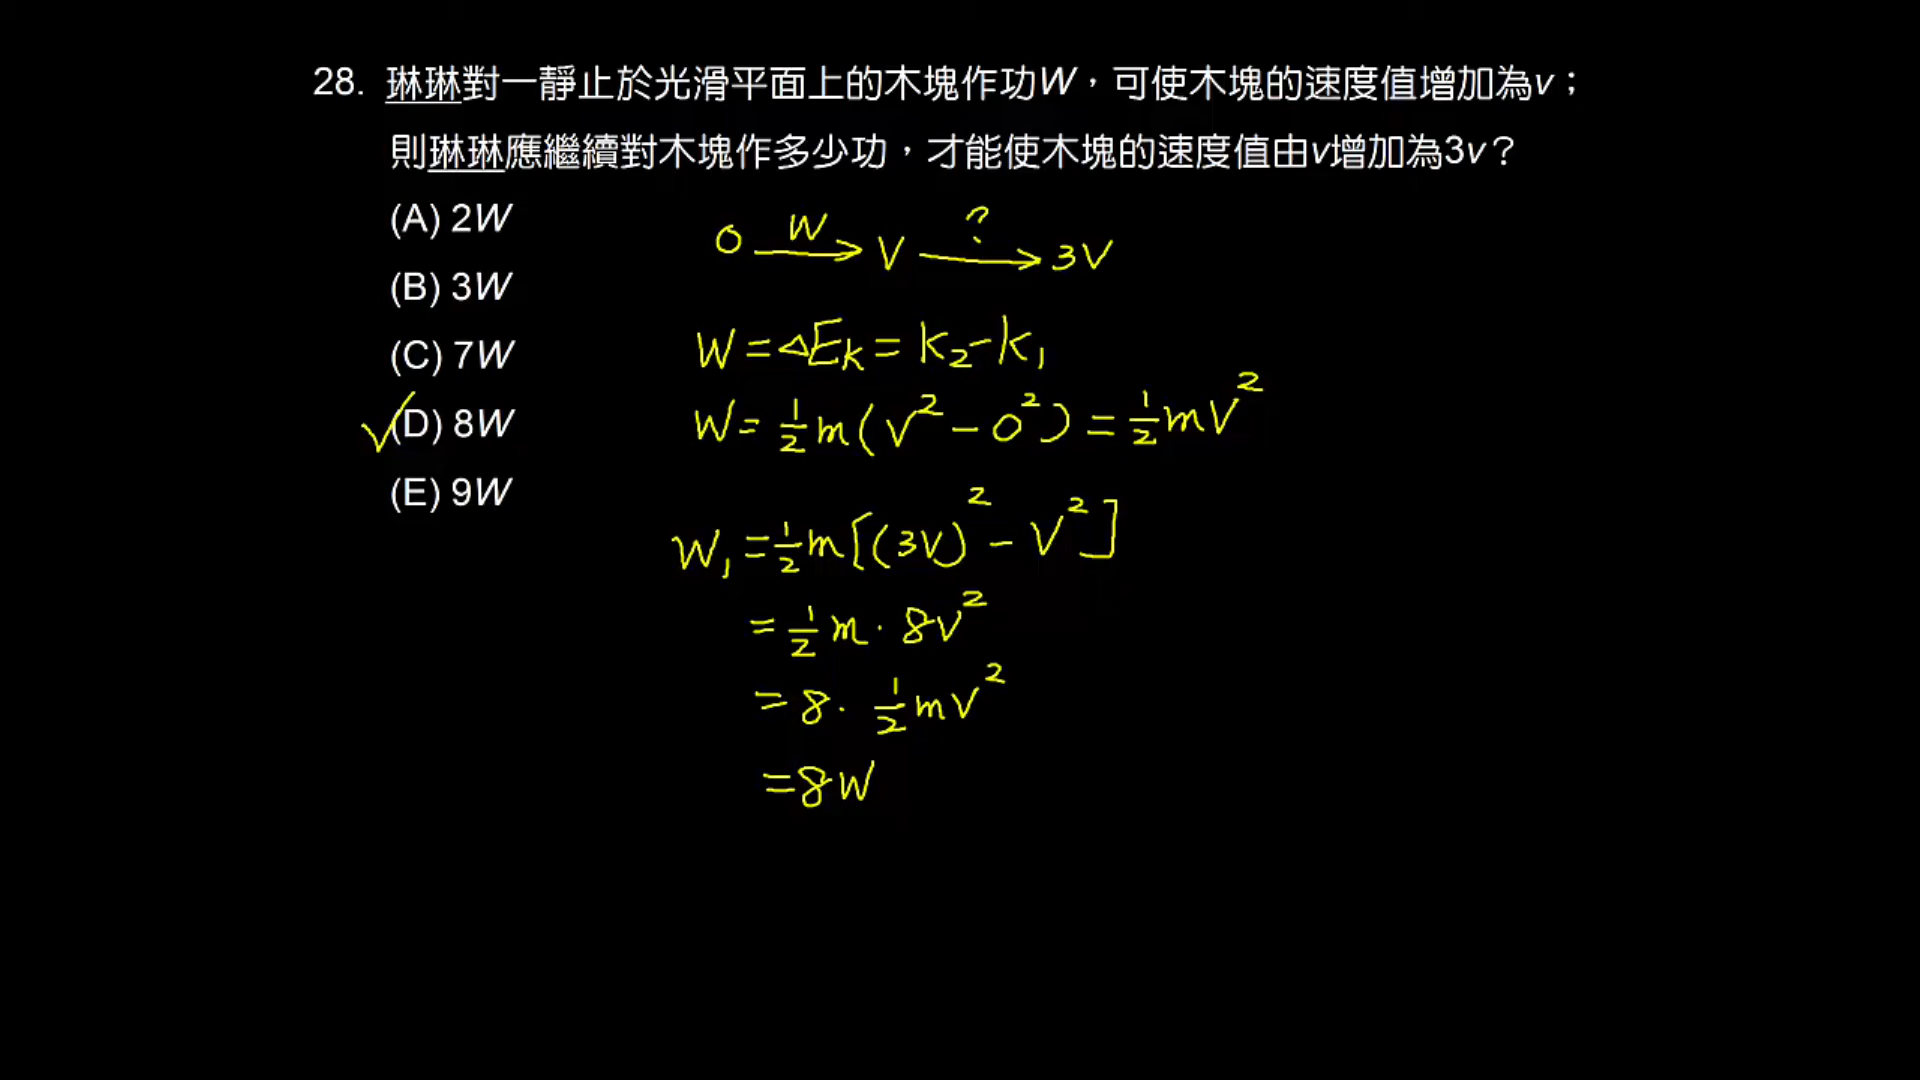 28. 琳琳對一靜止於光滑平面上的木塊作功W，可使木塊的速度值增加為v；
則琳琳應繼續對木塊作多少功，才能使木塊的速度值由v增加為3v？
(A) 2W
(B) 3W
(C) 7W
√(D) 8W
(E) 9W
0 —W→ V —?→ 3V
W = ΔEk = K₂ - K₁
W = ½m(V² - 0²) = ½mV²
W₁ = ½m[(3V)² - V²]
= ½m · 8V²
= 8 · ½mV²
= 8W